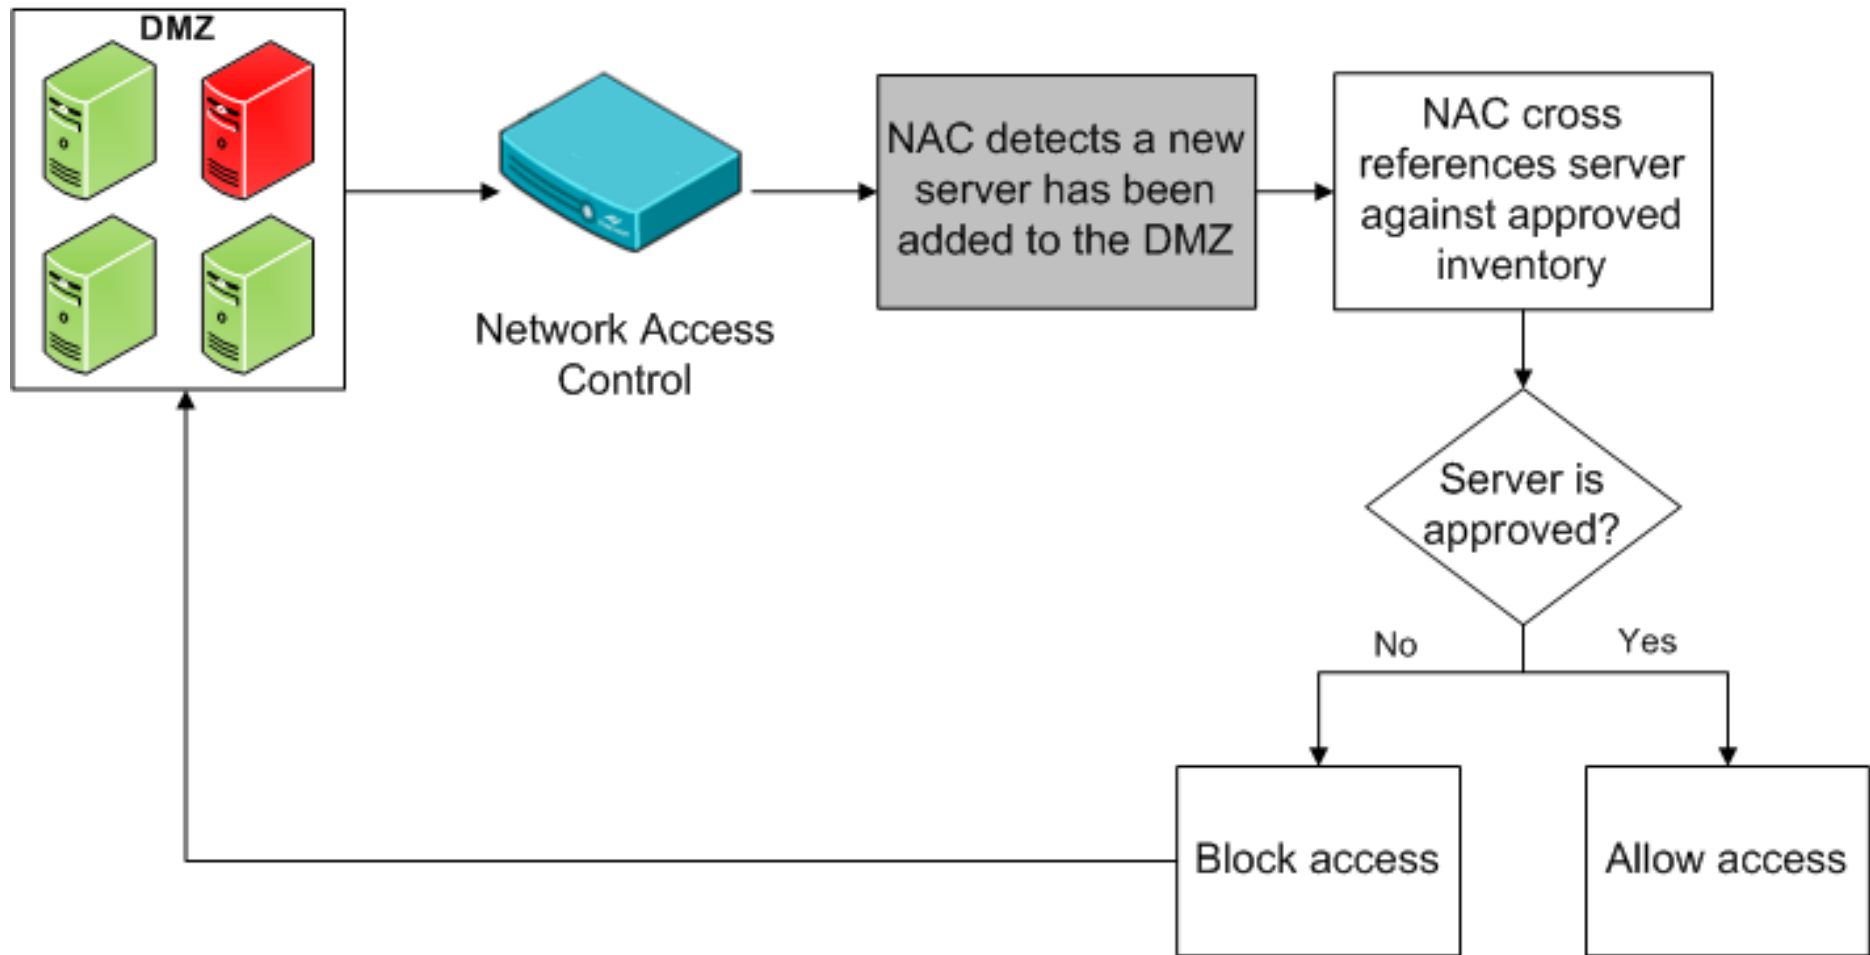 DMZ
NAC detects a new
server has been
added to the DMZ
NAC cross
references server
against approved
inventory
Network Access
Control
Server is
approved?
No
Yes
Block access
Allow access